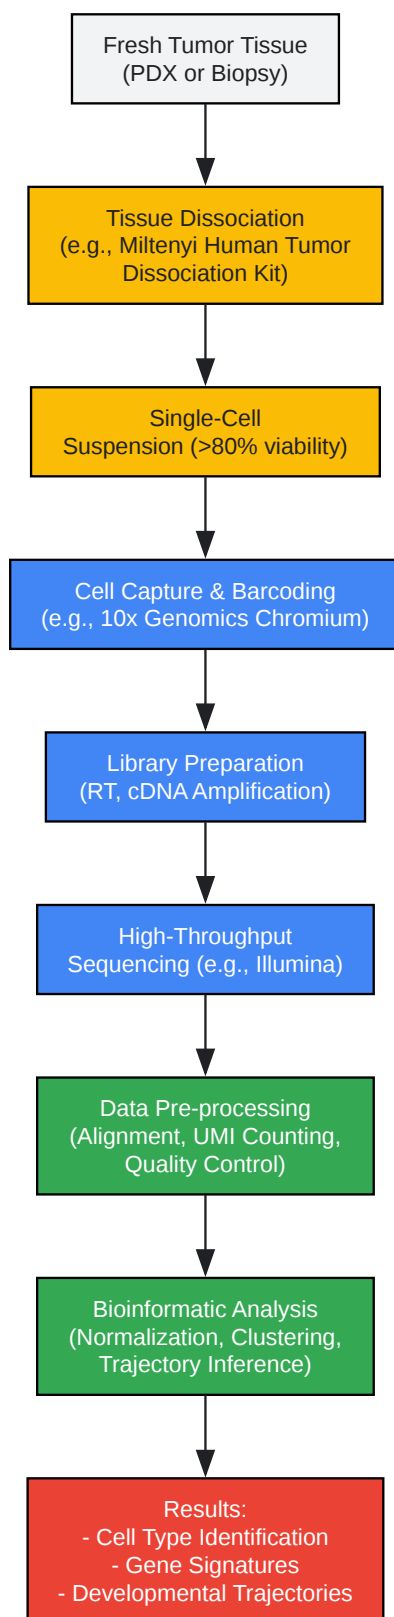 Fresh Tumor Tissue
(PDX or Biopsy)
Tissue Dissociation
(e.g., Miltenyi Human Tumor
Dissociation Kit)
Single-Cell
Suspension (>80% viability)
Cell Capture & Barcoding
(e.g., 10x Genomics Chromium)
Library Preparation
(RT, cDNA Amplification)
High-Throughput
Sequencing (e.g., Illumina)
Data Pre-processing
(Alignment, UMI Counting,
Quality Control)
Bioinformatic Analysis
(Normalization, Clustering,
Trajectory Inference)
Results:
- Cell Type Identification
- Gene Signatures
- Developmental Trajectories